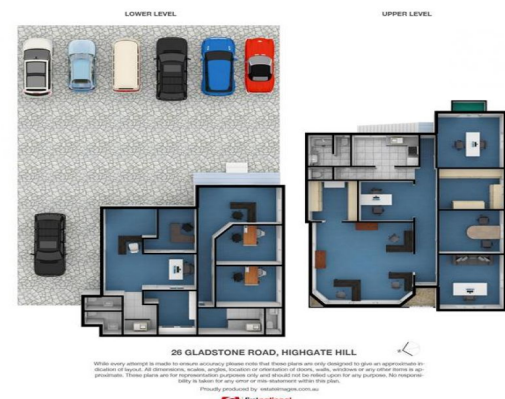 LOWER LEVEL
UPPER LEVEL
26 GLADSTONE ROAD, HIGHGATE HILL
While every attempt is made to ensure accuracy please note that these plans are only designed to give an approximate in-
dication of layout. All dimensions, scales, angles, location or orientation of doors, walls, windows or any other items is ap-
proximate. These plans are for representation purposes only and should not be relied upon for any purpose. No responsi-
bility is taken for any error or mis-statement within this plan.
Proudly produced by estateimages.com.au